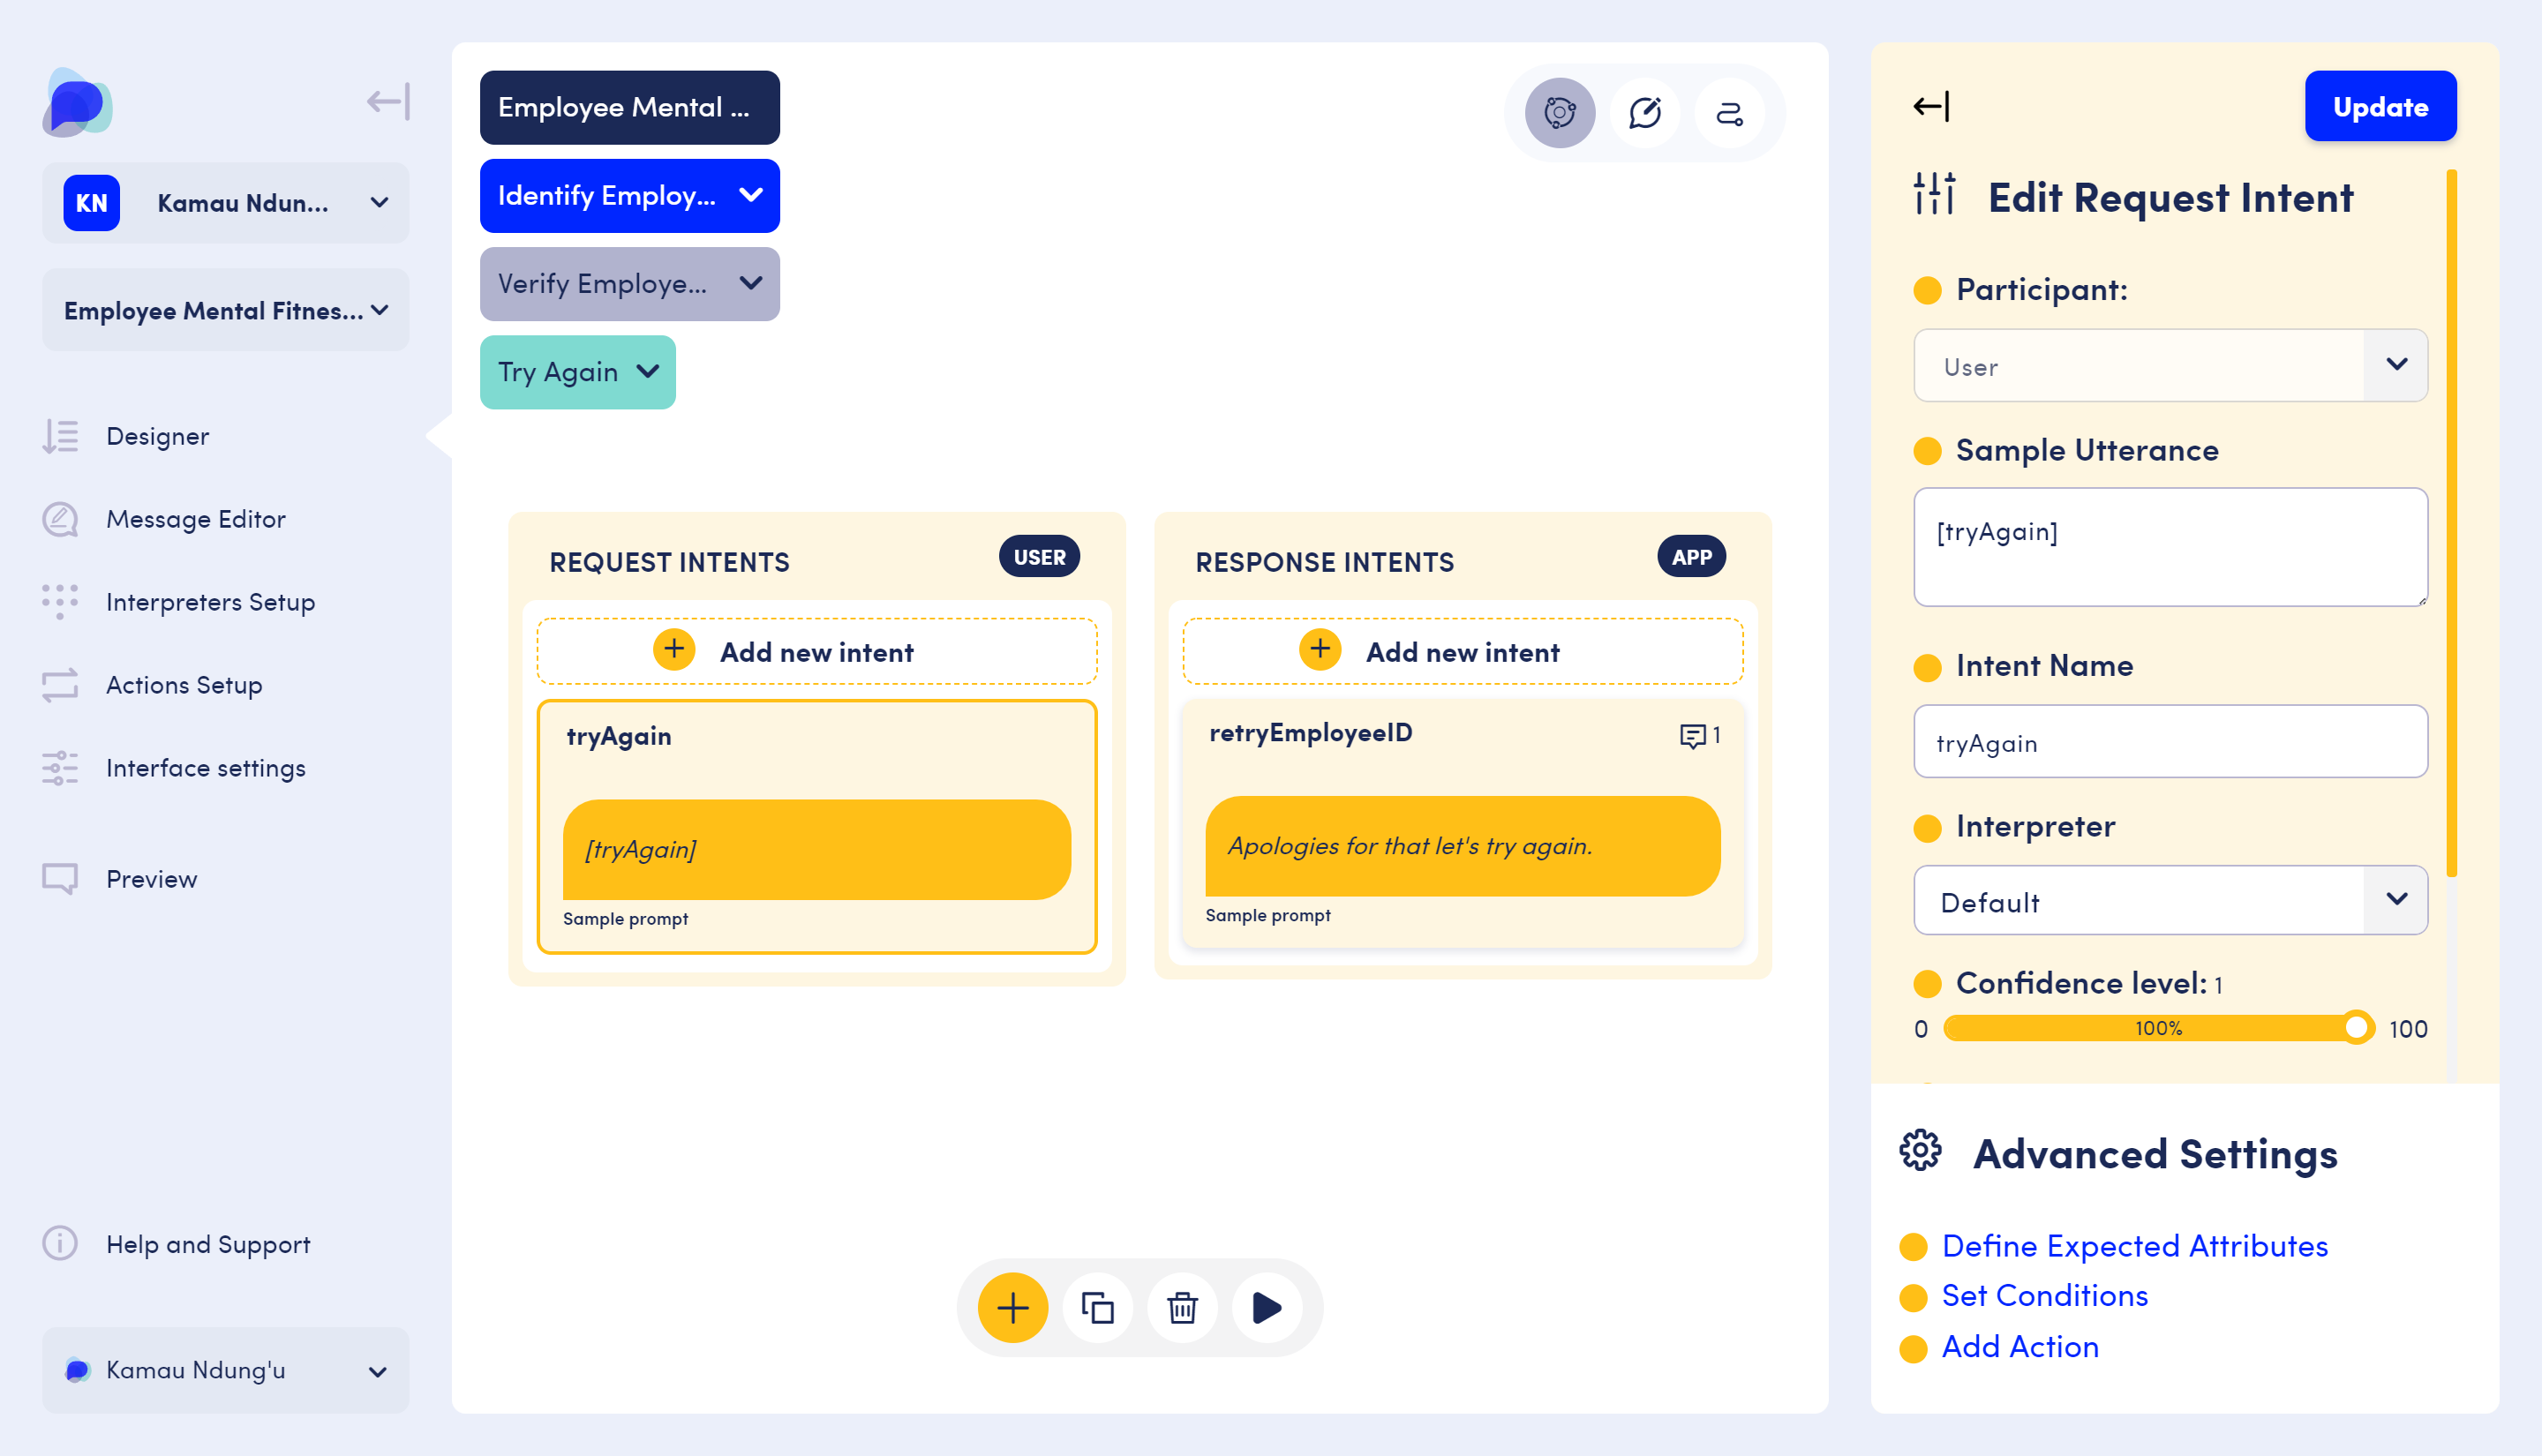 KN
Kamau Ndun...
Employee Mental Fitnes...
Designer
Message Editor
Interpreters Setup
Actions Setup
Interface settings
Preview
Help and Support
Kamau Ndung'u
Employee Mental ...
Identify Employ...
Verify Employe...
Try Again
REQUEST INTENTS
USER
Add new intent
tryAgain
[tryAgain]
Sample prompt
RESPONSE INTENTS
APP
Add new intent
retryEmployeeID
1
Apologies for that let's try again.
Sample prompt
Update
Edit Request Intent
Participant:
User
Sample Utterance
[tryAgain]
Intent Name
tryAgain
Interpreter
Default
Confidence level: 1
0 100% 100
Advanced Settings
Define Expected Attributes
Set Conditions
Add Action